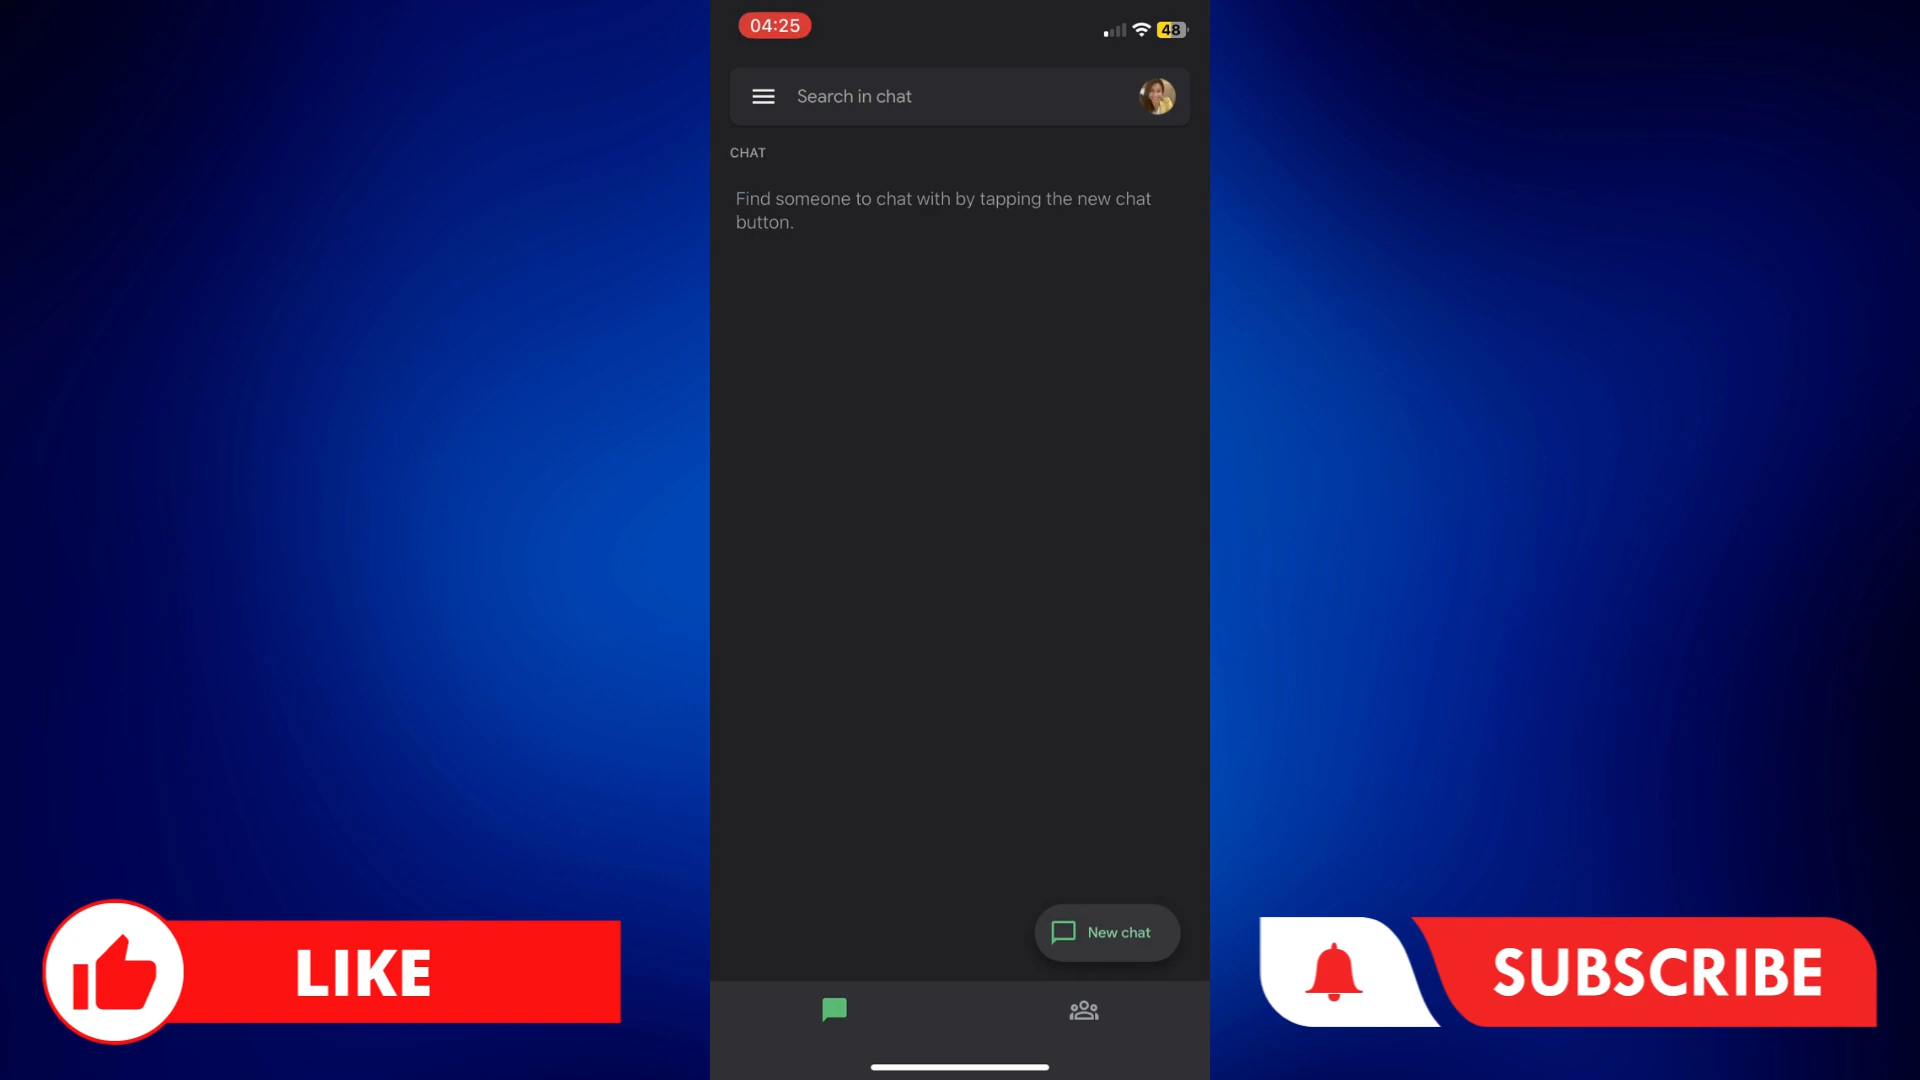 04:25
48
Search in chat
CHAT
Find someone to chat with by tapping the new chat
button.
New chat
LIKE
SUBSCRIBE